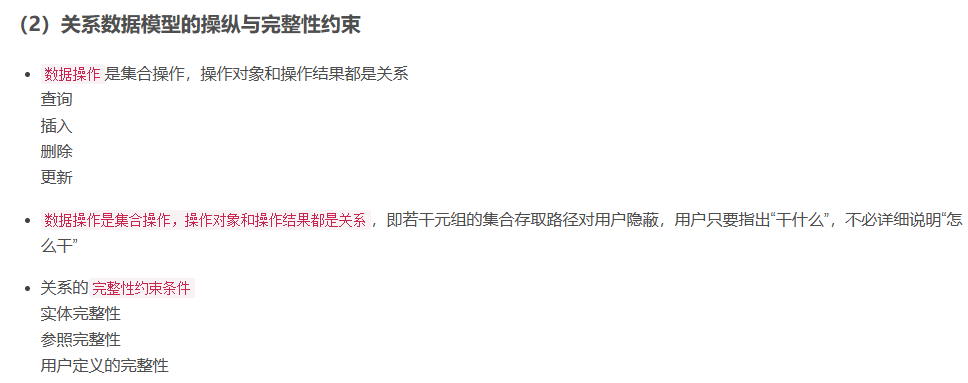 （2）关系数据模型的操纵与完整性约束
数据操作是集合操作，操作对象和操作结果都是关系
查询
插入
删除
更新
数据操作是集合操作，操作对象和操作结果都是关系，即若干元组的集合存取路径对用户隐蔽，用户只要指出“干什么”，不必详细说明“怎
么干”
关系的完整性约束条件
实体完整性
参照完整性
用户定义的完整性